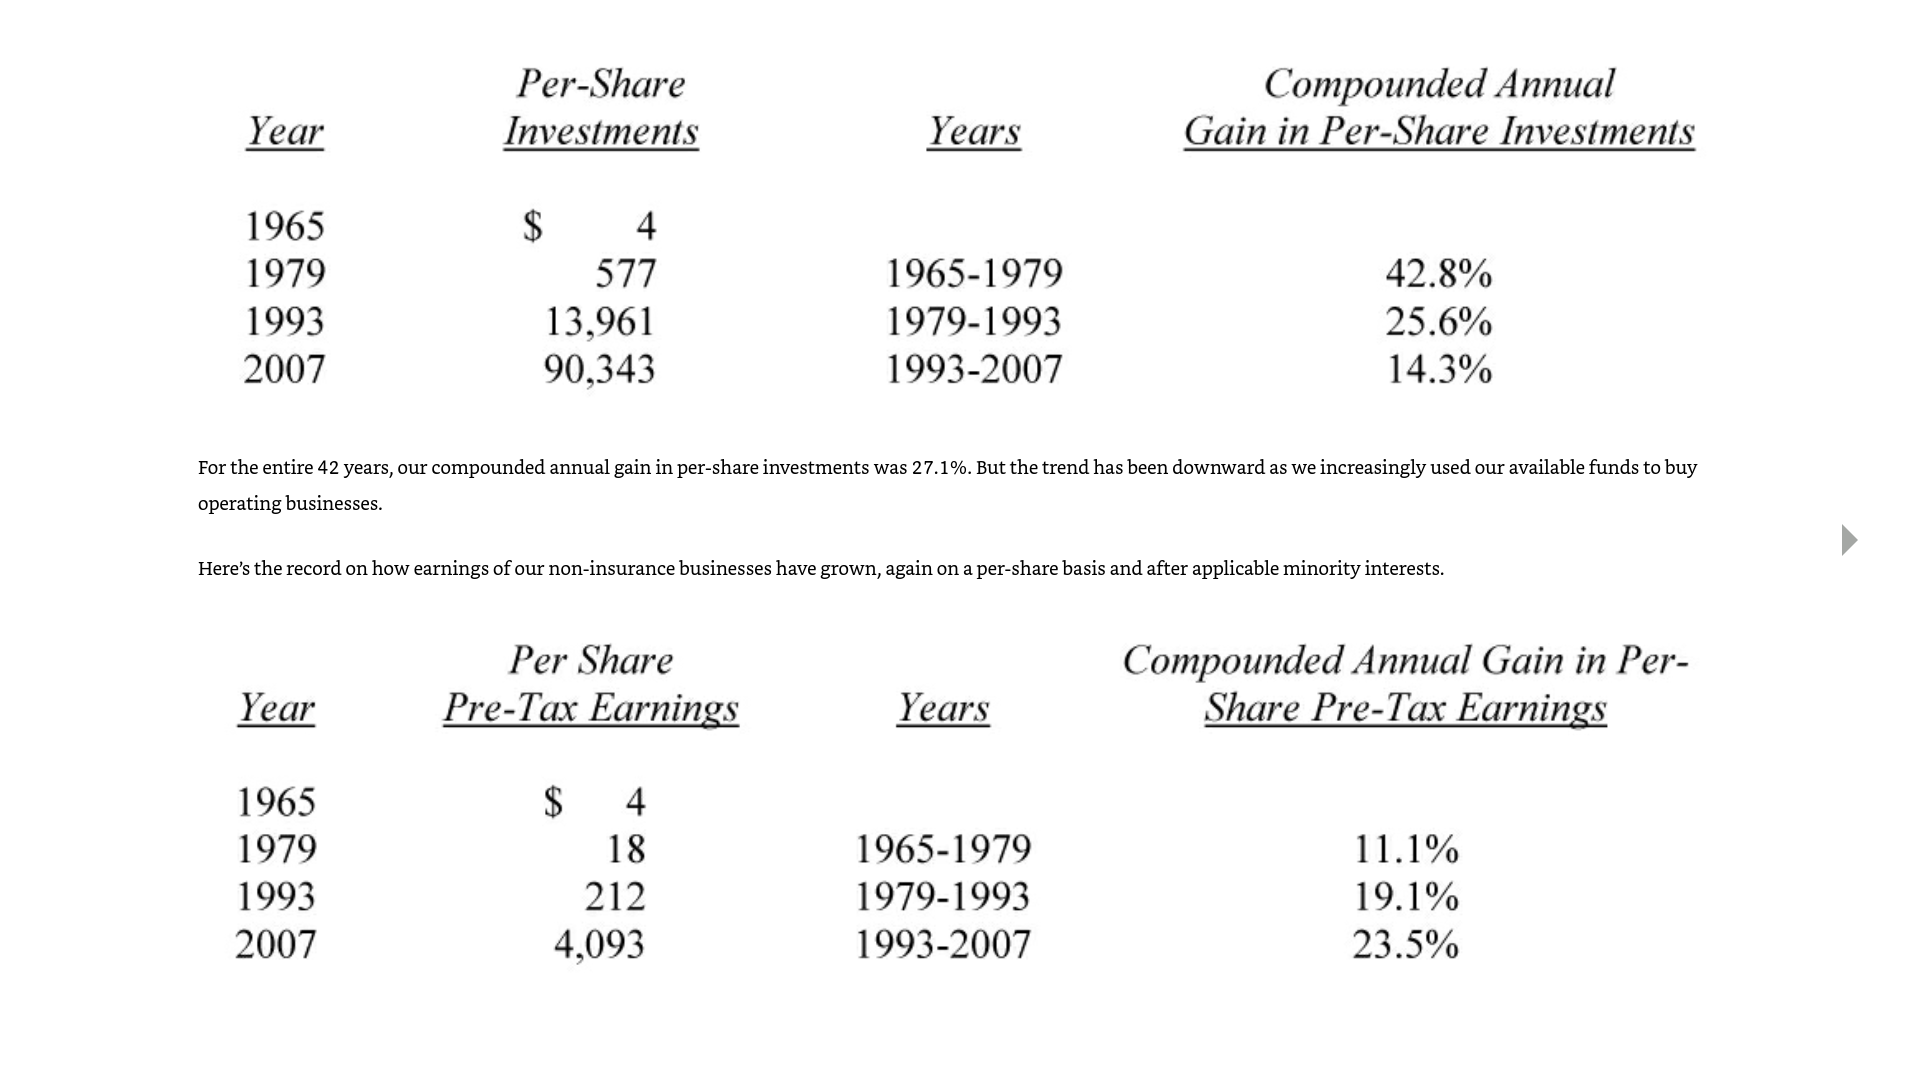 Per-Share Compounded Annual
Year Investments Years Gain in Per-Share Investments
1965 $ 4
1979 577 1965-1979 42.8%
1993 13,961 1979-1993 25.6%
2007 90,343 1993-2007 14.3%
For the entire 42 years, our compounded annual gain in per-share investments was 27.1%. But the trend has been downward as we increasingly used our available funds to buy
operating businesses.
Here’s the record on how earnings of our non-insurance businesses have grown, again on a per-share basis and after applicable minority interests.
Per Share Compounded Annual Gain in Per-
Year Pre-Tax Earnings Years Share Pre-Tax Earnings
1965 $ 4
1979 18 1965-1979 11.1%
1993 212 1979-1993 19.1%
2007 4,093 1993-2007 23.5%